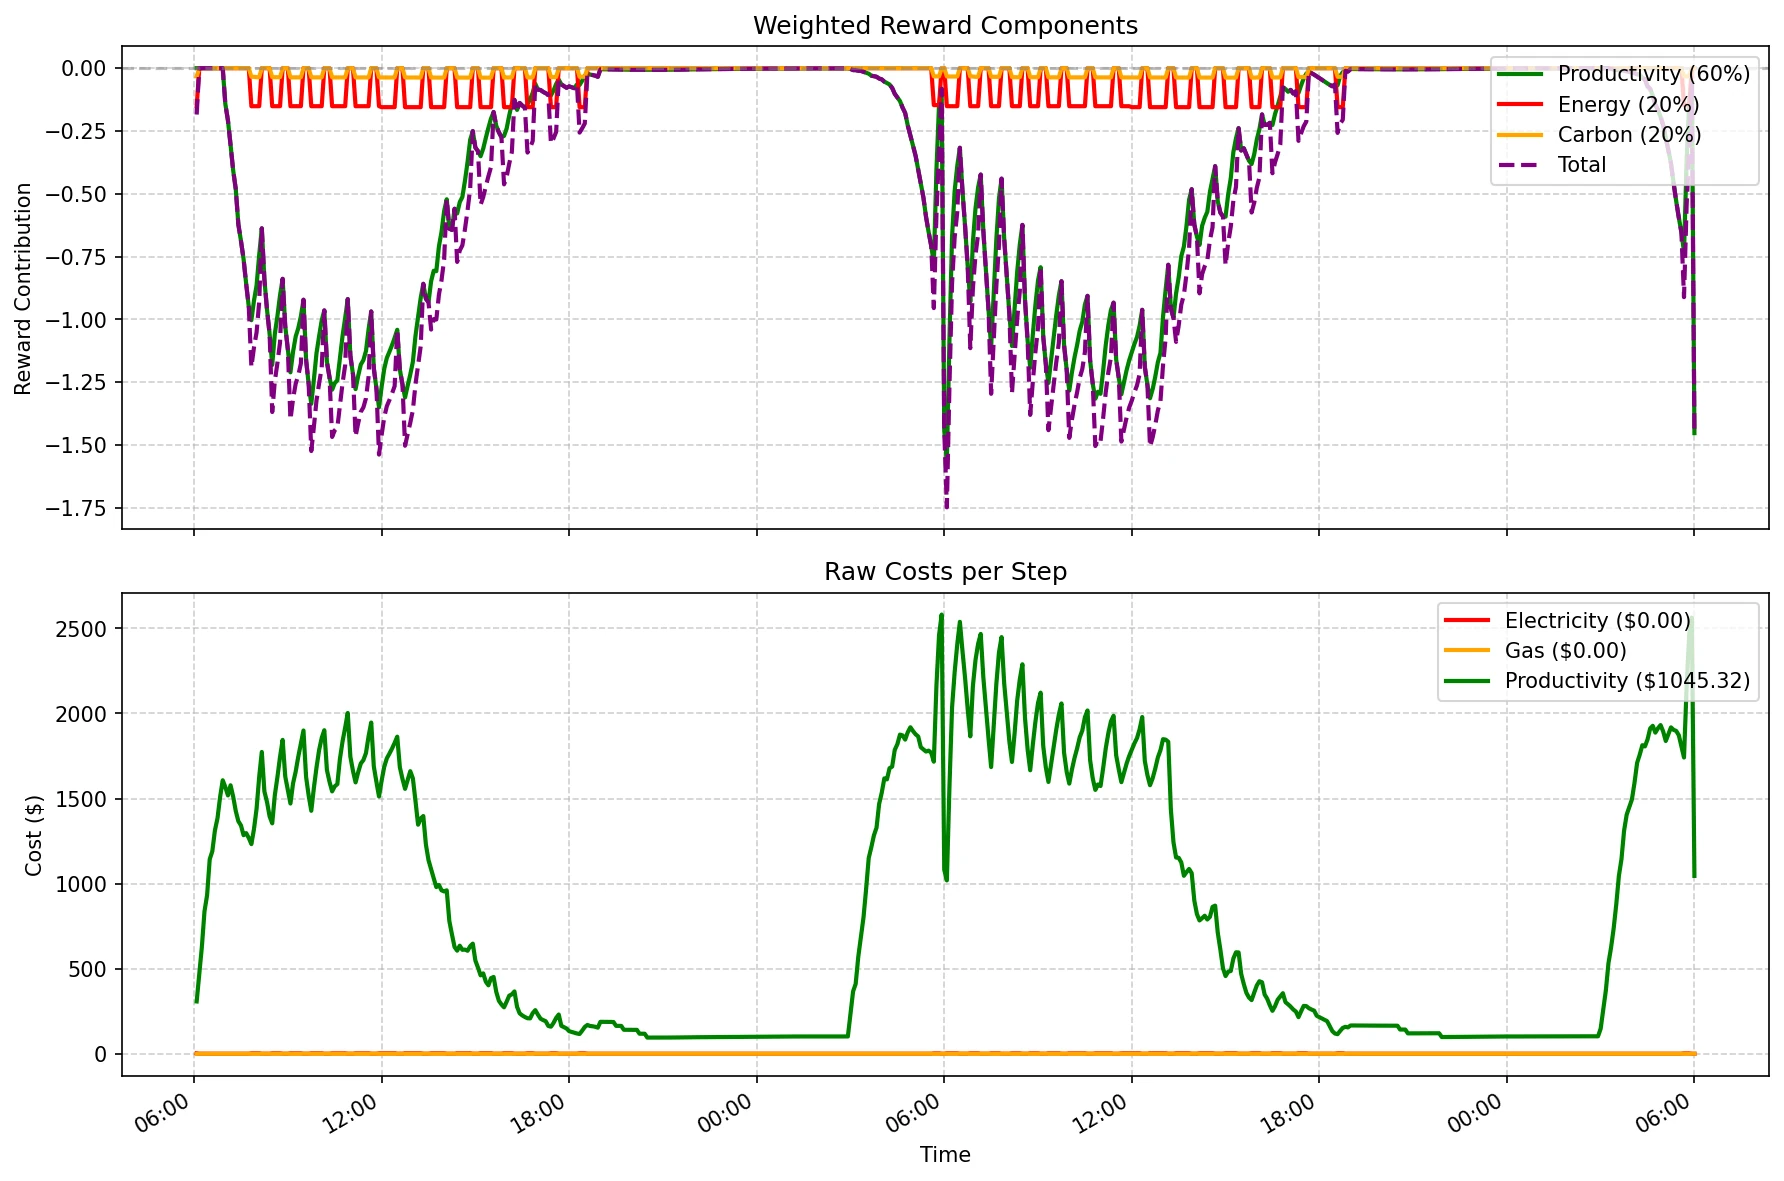 Weighted Reward Components
Reward Contribution
0.00
−0.25
−0.50
−0.75
−1.00
−1.25
−1.50
−1.75
Productivity (60%)
Energy (20%)
Carbon (20%)
Total
Raw Costs per Step
Cost ($)
2500
2000
1500
1000
500
0
Electricity ($0.00)
Gas ($0.00)
Productivity ($1045.32)
06:00 12:00 18:00 00:00 06:00 12:00 18:00 00:00 06:00
Time